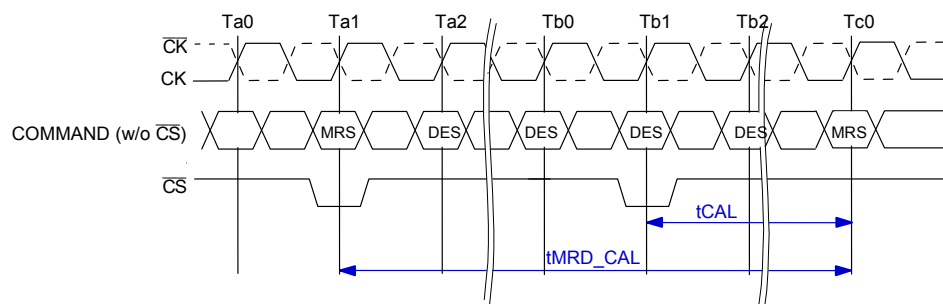 Ta0 Ta1 Ta2 Tb0 Tb1 Tb2 Tc0
CK
CK
COMMAND (w/o CS) MRS DES DES DES DES MRS
CS
tCAL
tMRD_CAL